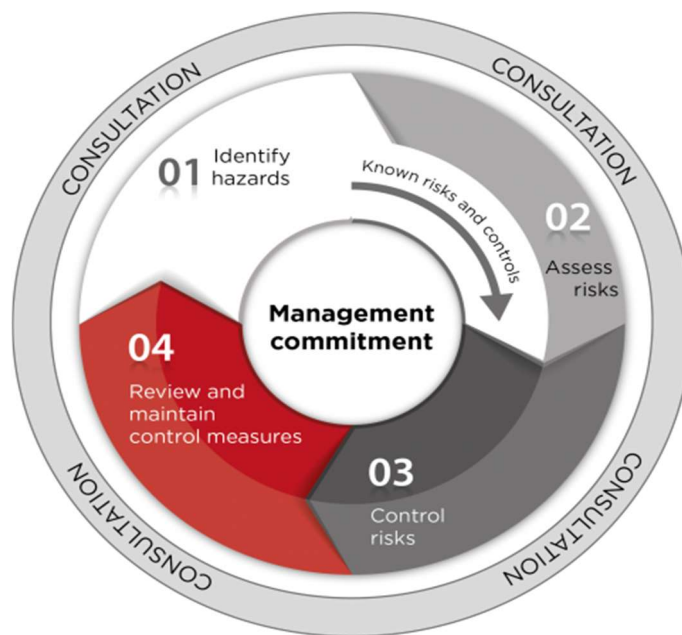 CONSULTATION
CONSULTATION
01 Identify
hazards
Known risks and controls
02
Assess
risks
Management
commitment
04
Review and
maintain
control measures
03
Control
risks
CONSULTATION
CONSULTATION